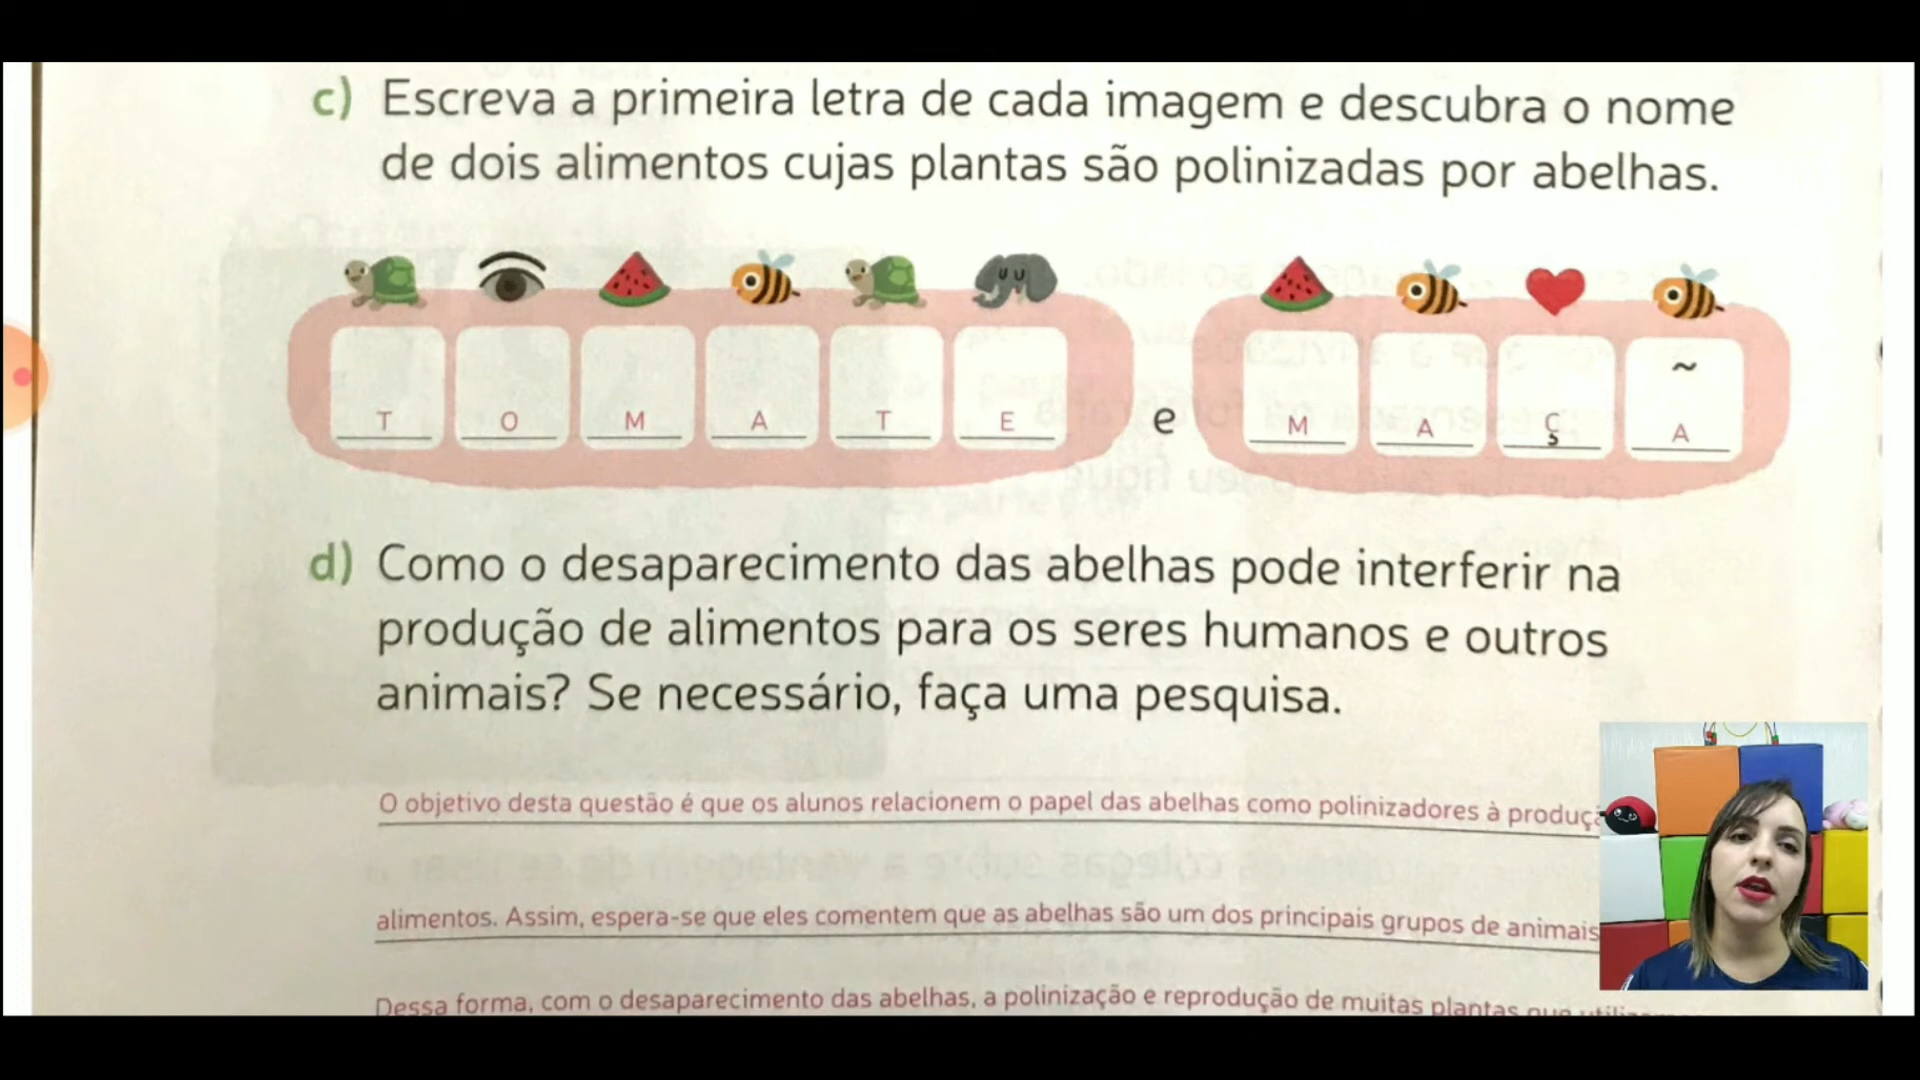 c) Escreva a primeira letra de cada imagem e descubra o nome
de dois alimentos cujas plantas são polinizadas por abelhas.
T O M A T E e M A Ç Ã
d) Como o desaparecimento das abelhas pode interferir na
produção de alimentos para os seres humanos e outros
animais? Se necessário, faça uma pesquisa.
O objetivo desta questão é que os alunos relacionem o papel das abelhas como polinizadores à
alimentos. Assim, espera-se que eles comentem que as abelhas são um dos principais grupos de animais
Dessa forma, com o desaparecimento das abelhas, a polinização e reprodução de muitas plantas que